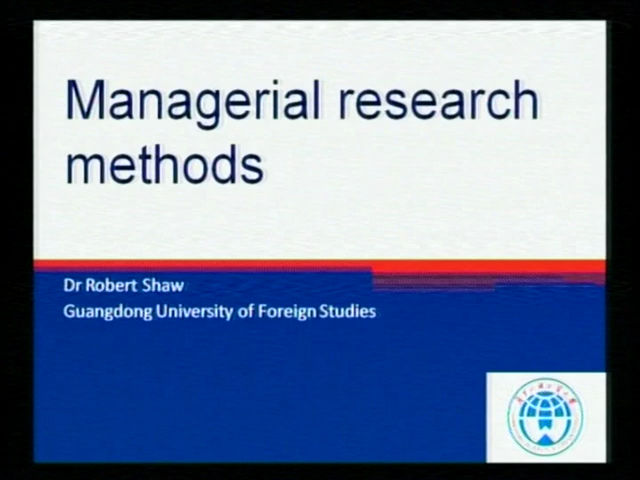 Managerial research
methods
Dr Robert Shaw
Guangdong University of Foreign Studies